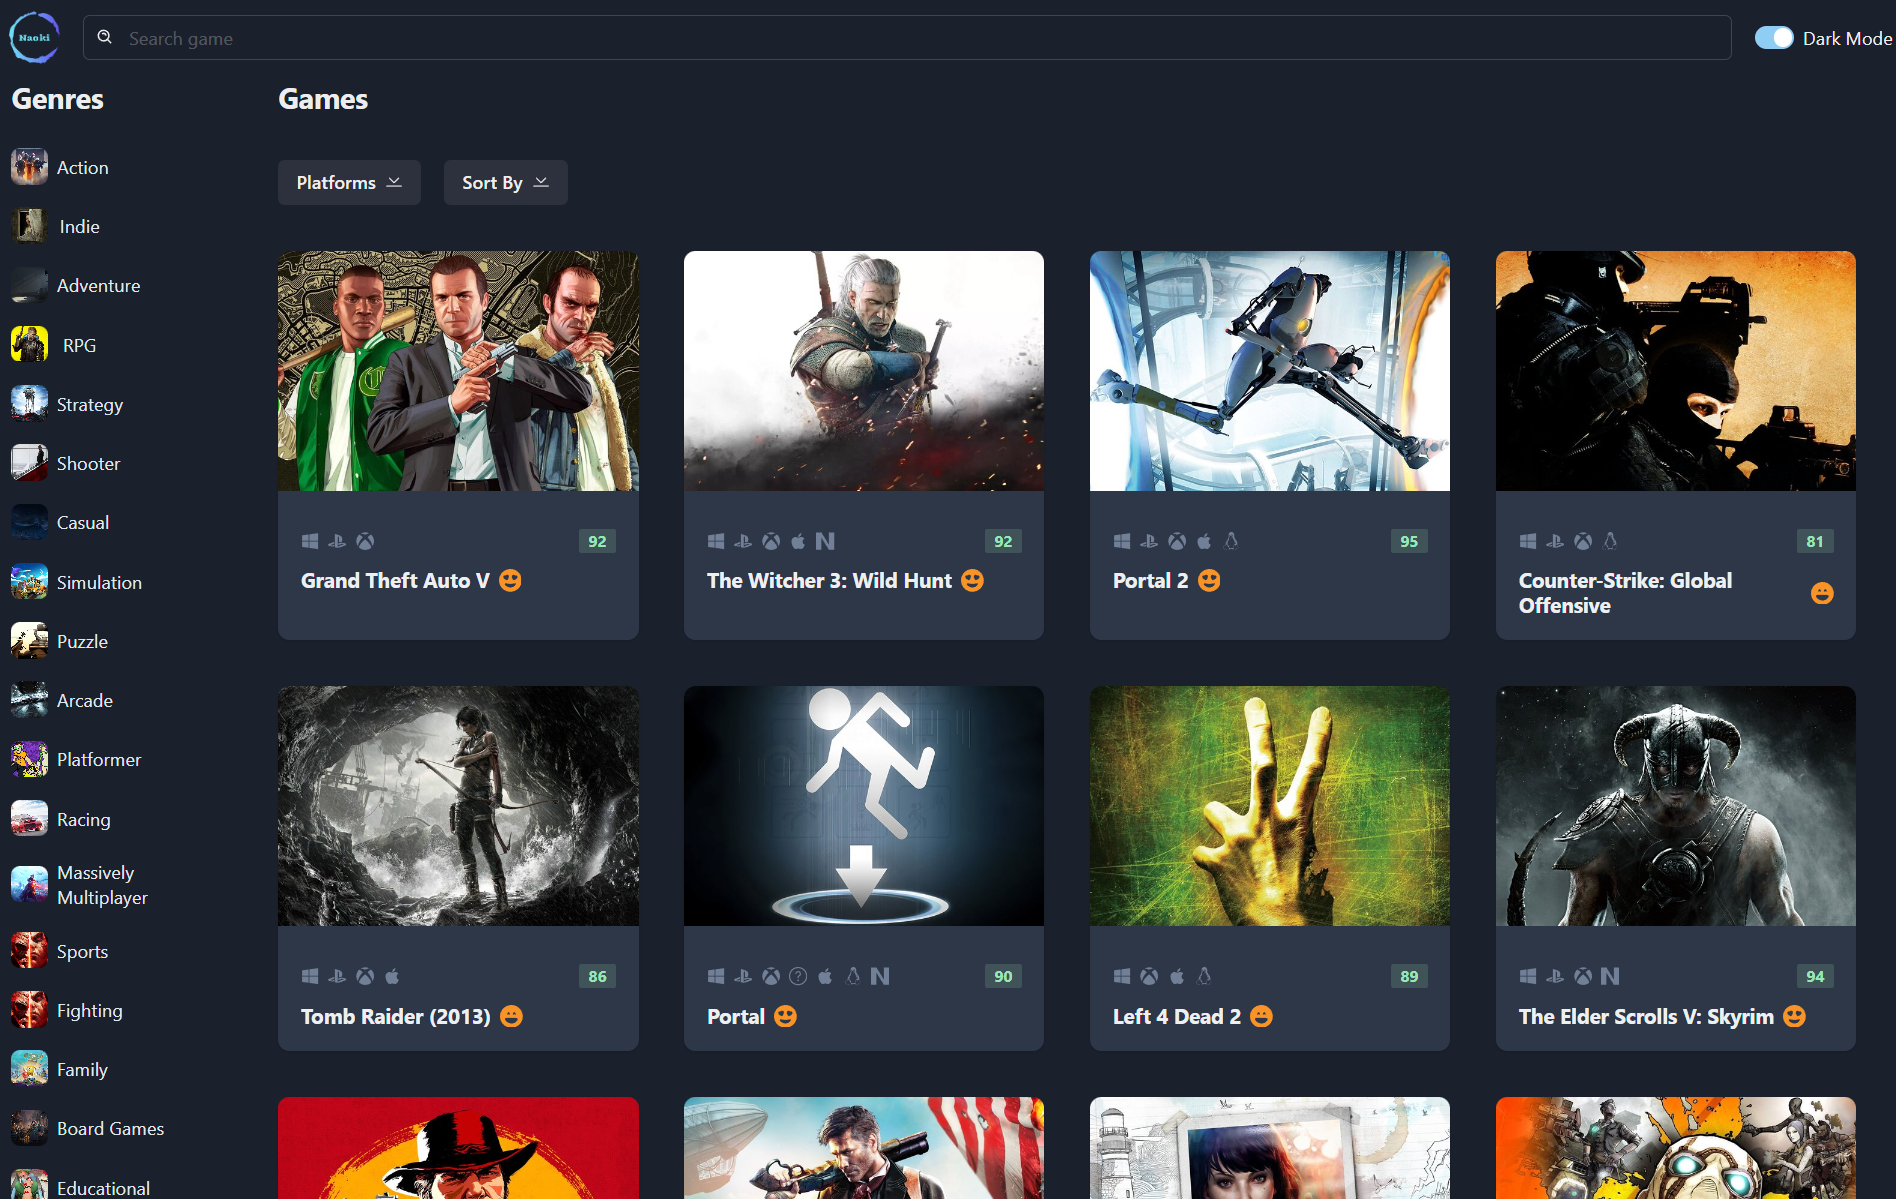 Naoki
Search game
Dark Mode
Genres
Action
Indie
Adventure
RPG
Strategy
Shooter
Casual
Simulation
Puzzle
Arcade
Platformer
Racing
Massively
Multiplayer
Sports
Fighting
Family
Board Games
Educational
Games
Platforms
Sort By
92
Grand Theft Auto V
92
The Witcher 3: Wild Hunt
95
Portal 2
81
Counter-Strike: Global
Offensive
86
Tomb Raider (2013)
90
Portal
89
Left 4 Dead 2
94
The Elder Scrolls V: Skyrim